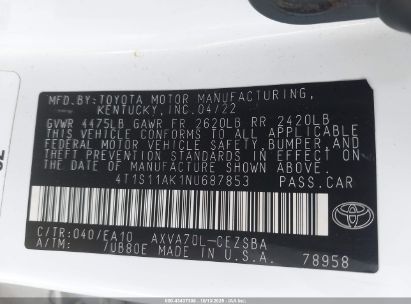 MFD.BY:TOYOTA MOTOR MANUFACTURING,
KENTUCKY, INC. 04/22
GVWR 4475LB GAWR FR 2620LB RR 2420LB
THIS VEHICLE CONFORMS TO ALL APPLICABLE
FEDERAL MOTOR VEHICLE SAFETY, BUMPER, AND
THEFT PREVENTION STANDARDS IN EFFECT ON
THE DATE OF MANUFACTURE SHOWN ABOVE.
4T1S11AK1NU687853 PASS.CAR
C/TR:040/EA10 AXVA70L-CEZSBA
A/TM: /UB80E MADE IN U.S.A.
78958
TOYOTA